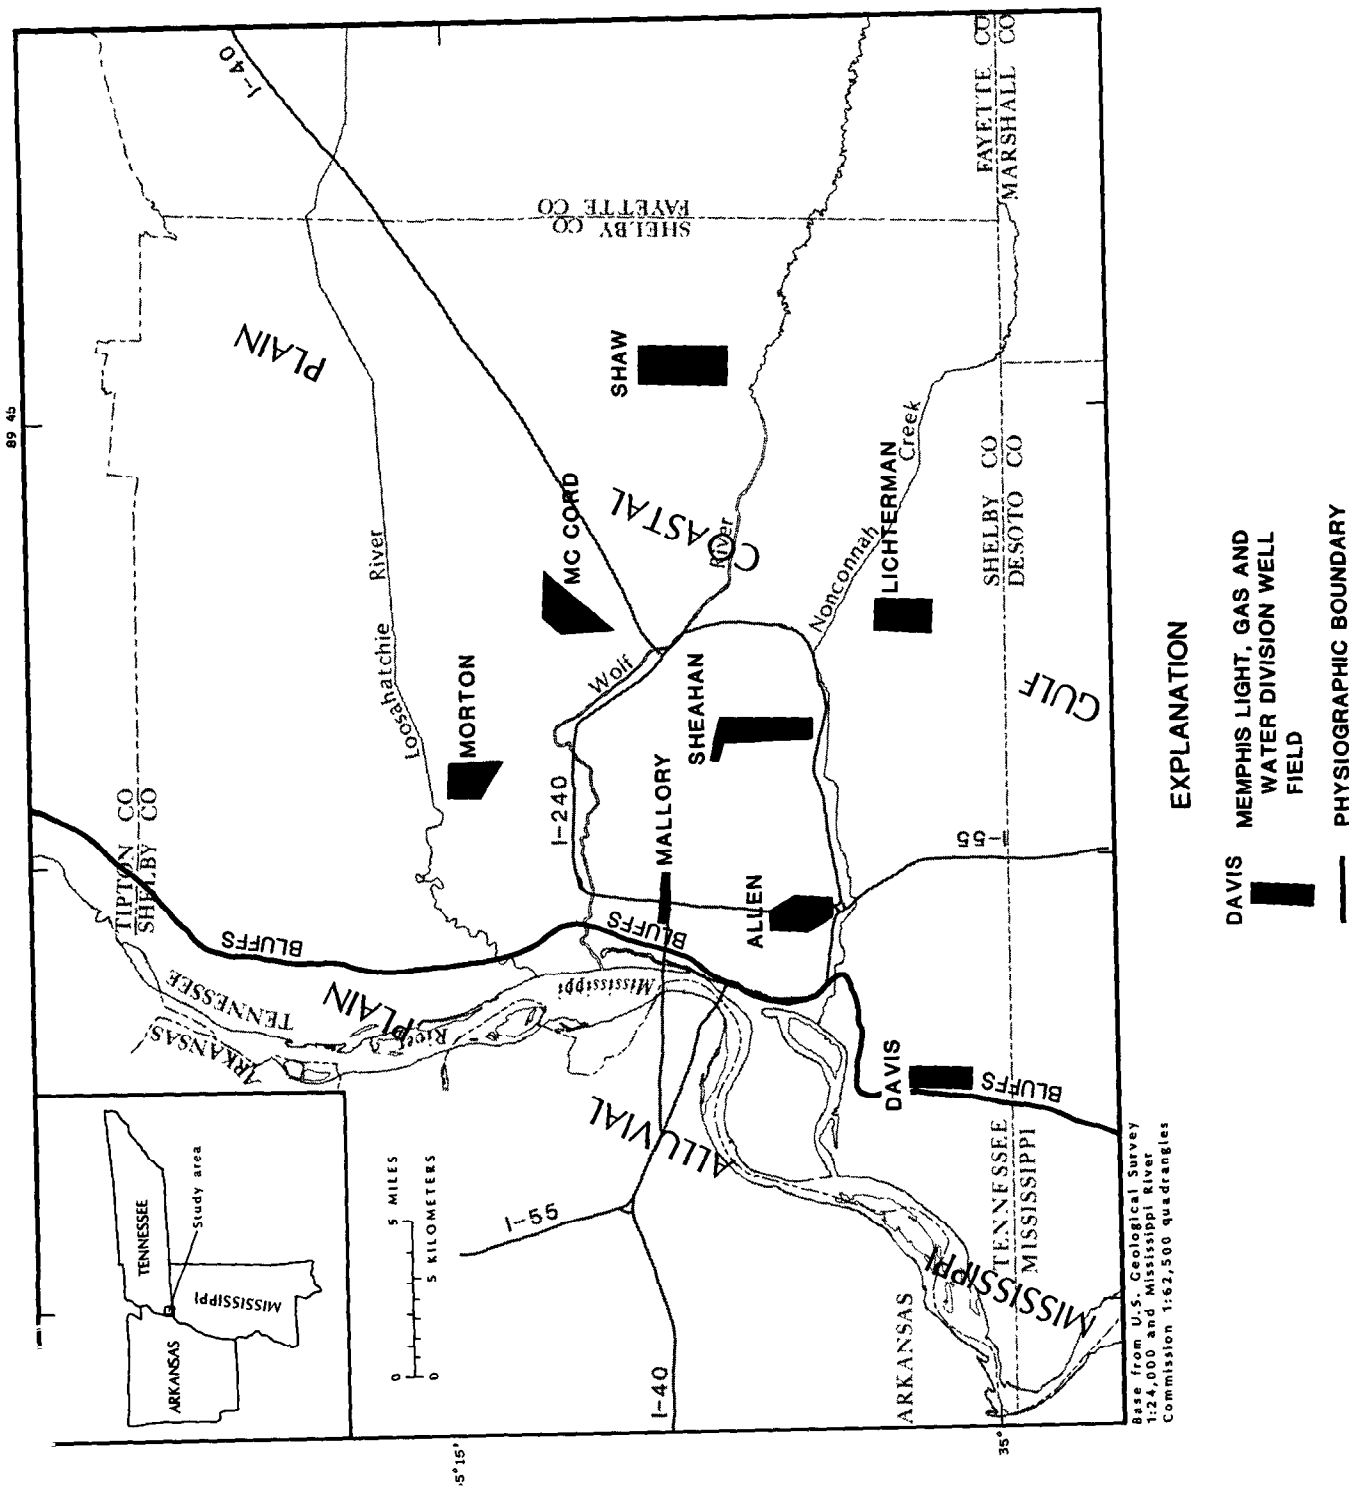 89 45
I-40
FAYETTE CO
MARSHALL CO
SHELBY CO
FAYETTE CO
PLAIN
SHAW
Loosahatchie River
MC CORD
COASTAL
River
Creek
LICHTERMAN
Nonconnah
SHELBY CO
DESOTO CO
MORTON
Wolf
SHEAHAN
GULF
TIPTON CO
SHELBY CO
I-240
MALLORY
ALLEN
I-55
BLUFFS
BLUFFS
TENNESSEE
ARKANSAS
PLAIN
PLAIN
River
Mississippi
DAVIS
BLUFFS
ALLUVIAL
MISSISSIPPI
TENNESSEE
MISSISSIPPI
ARKANSAS
I-55
I-40
TENNESSEE
MISSISSIPPI
ARKANSAS
Study area
0 5 MILES
0 5 KILOMETERS
5°15'
35°
Base from U.S. Geological Survey
1:24,000 and Mississippi River
Commission 1:62,500 quadrangles
EXPLANATION
DAVIS
MEMPHIS LIGHT, GAS AND
WATER DIVISION WELL
FIELD
PHYSIOGRAPHIC BOUNDARY